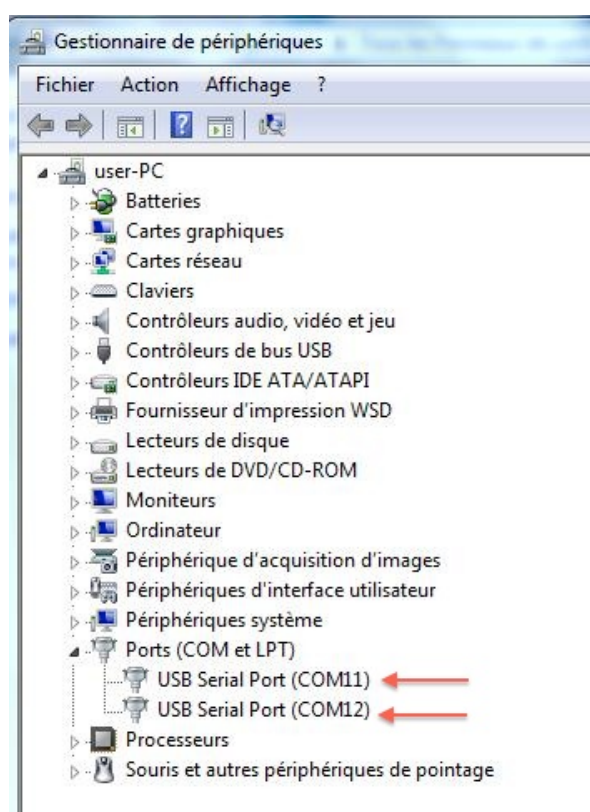 Gestionnaire de périphériques
Fichier Action Affichage ?
user-PC
Batteries
Cartes graphiques
Cartes réseau
Claviers
Contrôleurs audio, vidéo et jeu
Contrôleurs de bus USB
Contrôleurs IDE ATA/ATAPI
Fournisseur d'impression WSD
Lecteurs de disque
Lecteurs de DVD/CD-ROM
Moniteurs
Ordinateur
Périphérique d'acquisition d'images
Périphériques d'interface utilisateur
Périphériques système
Ports (COM et LPT)
USB Serial Port (COM11)
USB Serial Port (COM12)
Processeurs
Souris et autres périphériques de pointage